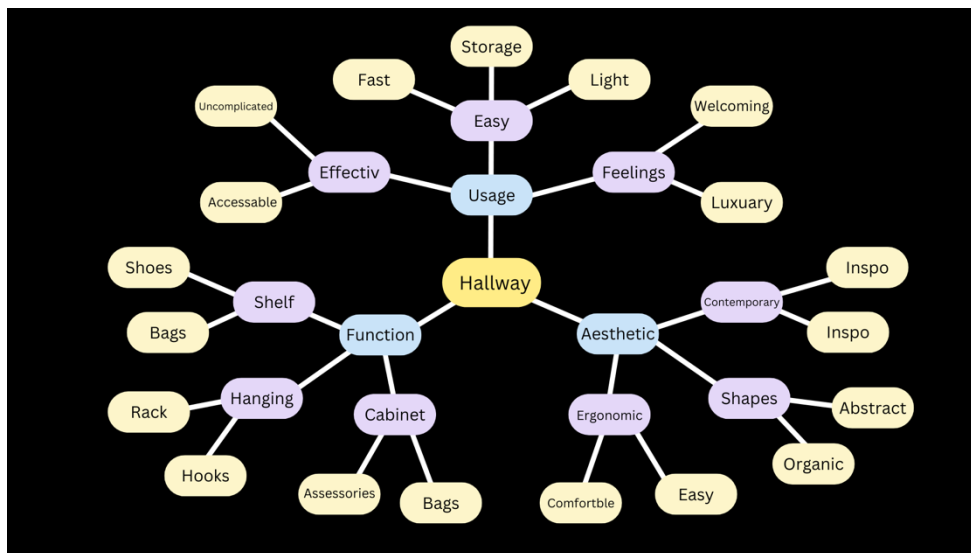 Storage
Fast
Light
Uncomplicated
Easy
Welcoming
Effectiv
Feelings
Accessable
Usage
Luxuary
Shoes
Inspo
Hallway
Shelf
Contemporary
Bags
Function
Aesthetic
Inspo
Hanging
Shapes
Rack
Cabinet
Ergonomic
Abstract
Hooks
Organic
Assessories
Bags
Comfortble
Easy